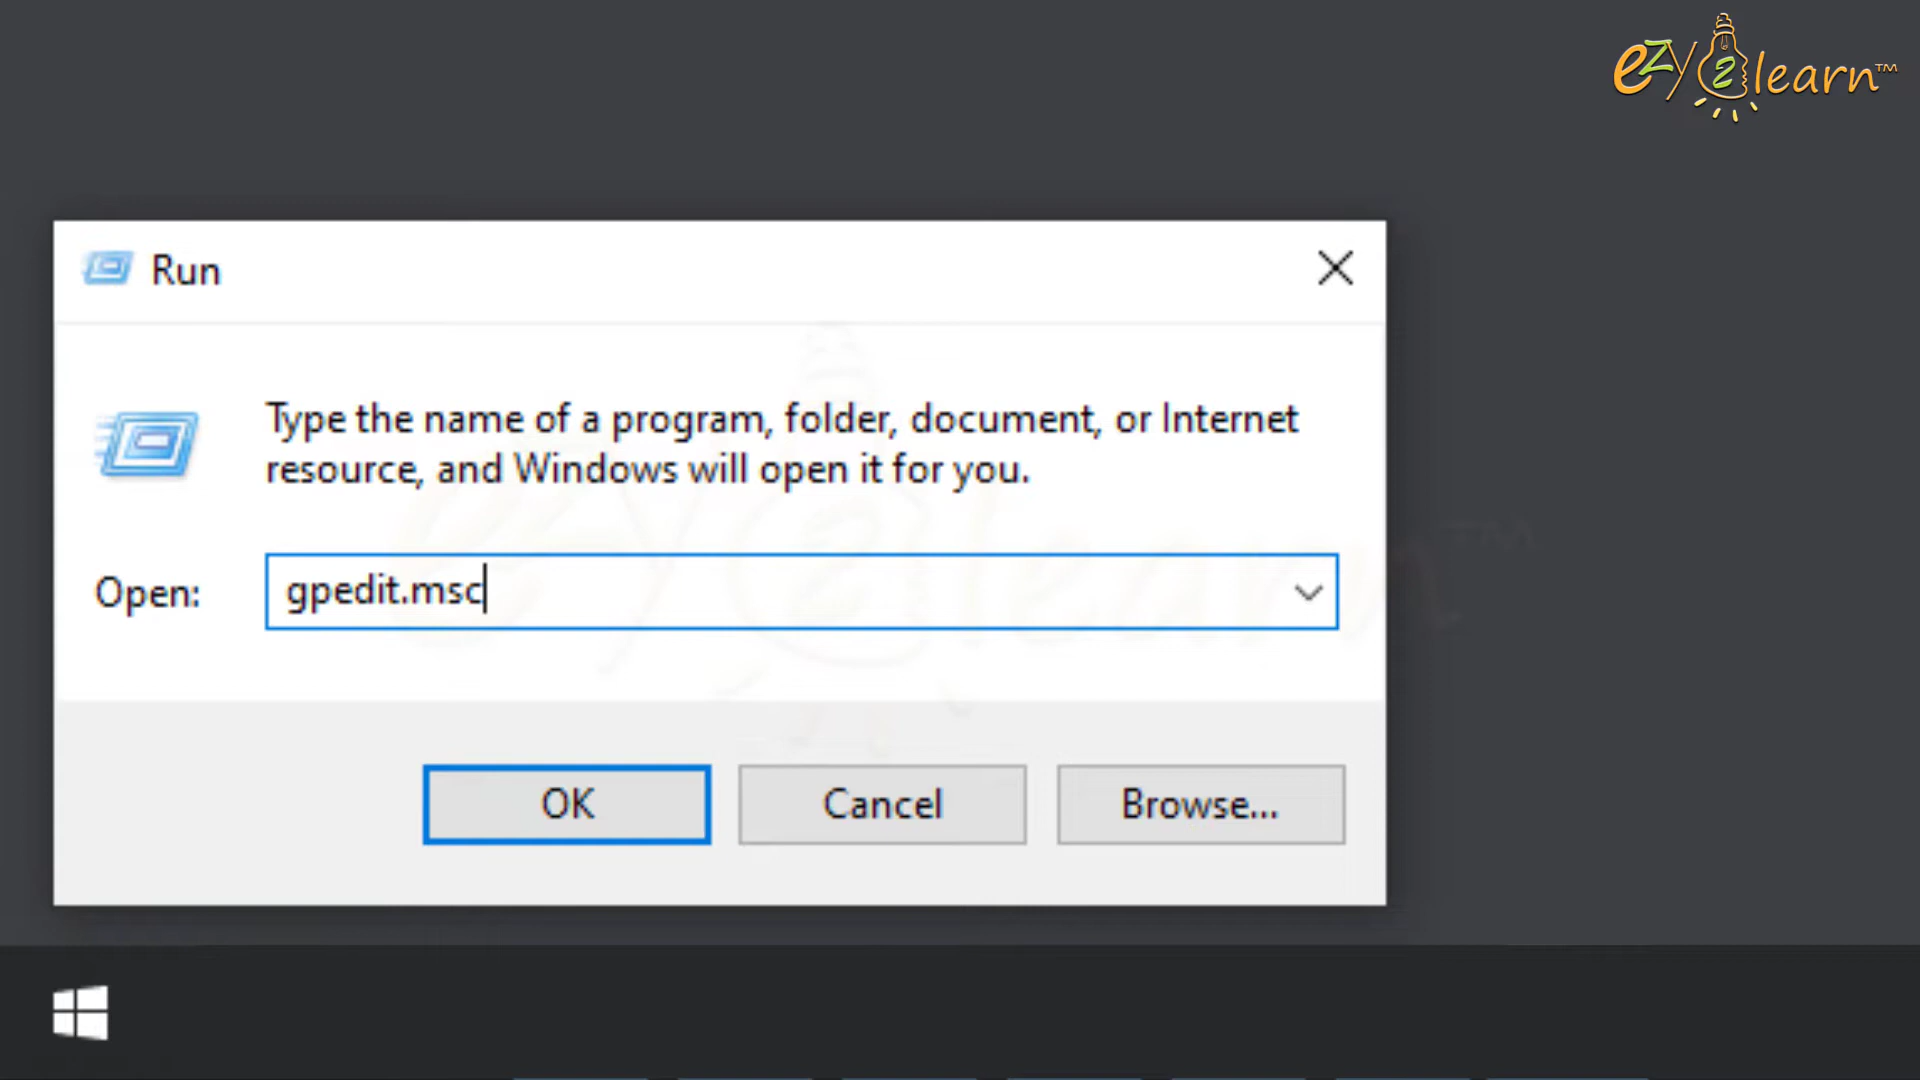 ezy2learn™
Run
Type the name of a program, folder, document, or Internet
resource, and Windows will open it for you.
Open: gpedit.msc
OK Cancel Browse...
ezy2learn™